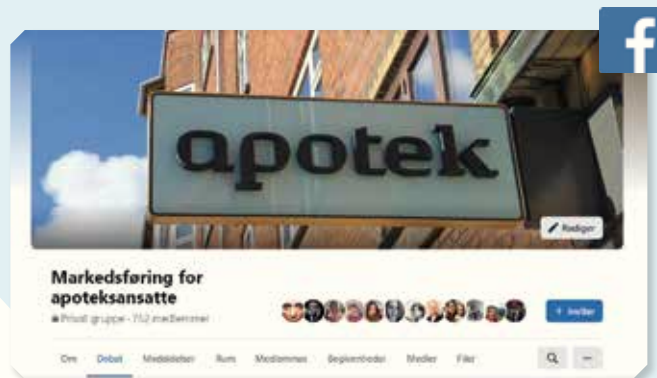 f
apotek
Rediger
Markedsføring for
apoteksansatte
Privat gruppe · 752 medlemmer
+ Inviter
Om Debat Meddelelser Rum Medlemmer Begivenheder Medier Filer